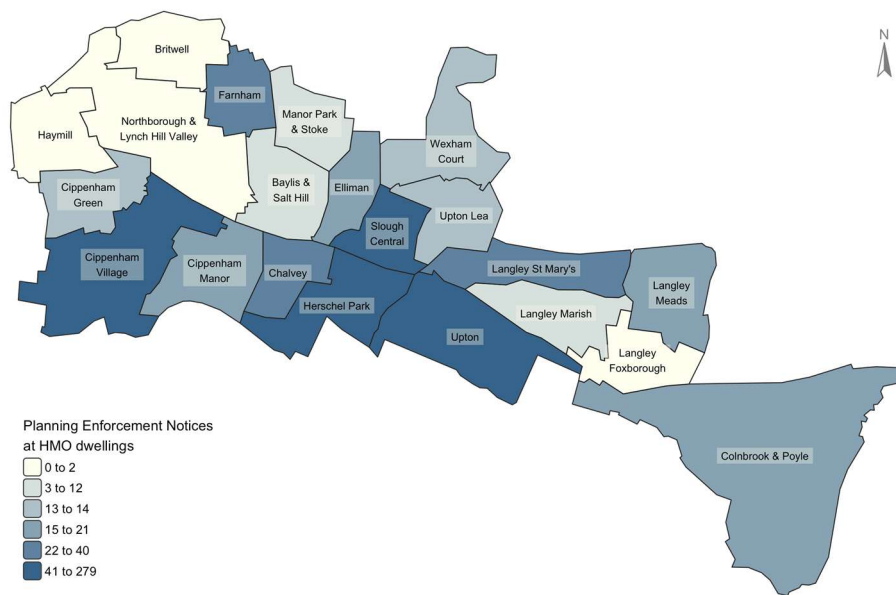 N
Britwell
Farnham
Manor Park
& Stoke
Northborough &
Lynch Hill Valley
Haymill
Wexham
Court
Cippenham
Green
Baylis &
Salt Hill
Elliman
Upton Lea
Slough
Central
Cippenham
Village
Cippenham
Manor
Chalvey
Langley St Mary's
Langley
Meads
Herschel Park
Langley Marish
Upton
Langley
Foxborough
Colnbrook & Poyle
Planning Enforcement Notices
at HMO dwellings
0 to 2
3 to 12
13 to 14
15 to 21
22 to 40
41 to 279